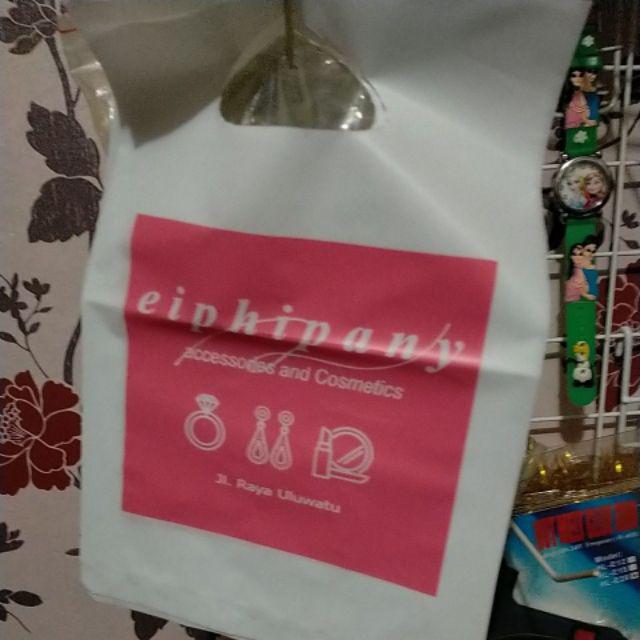 eiphipany
accessories and Cosmetics
JL. Raya Uluwatu